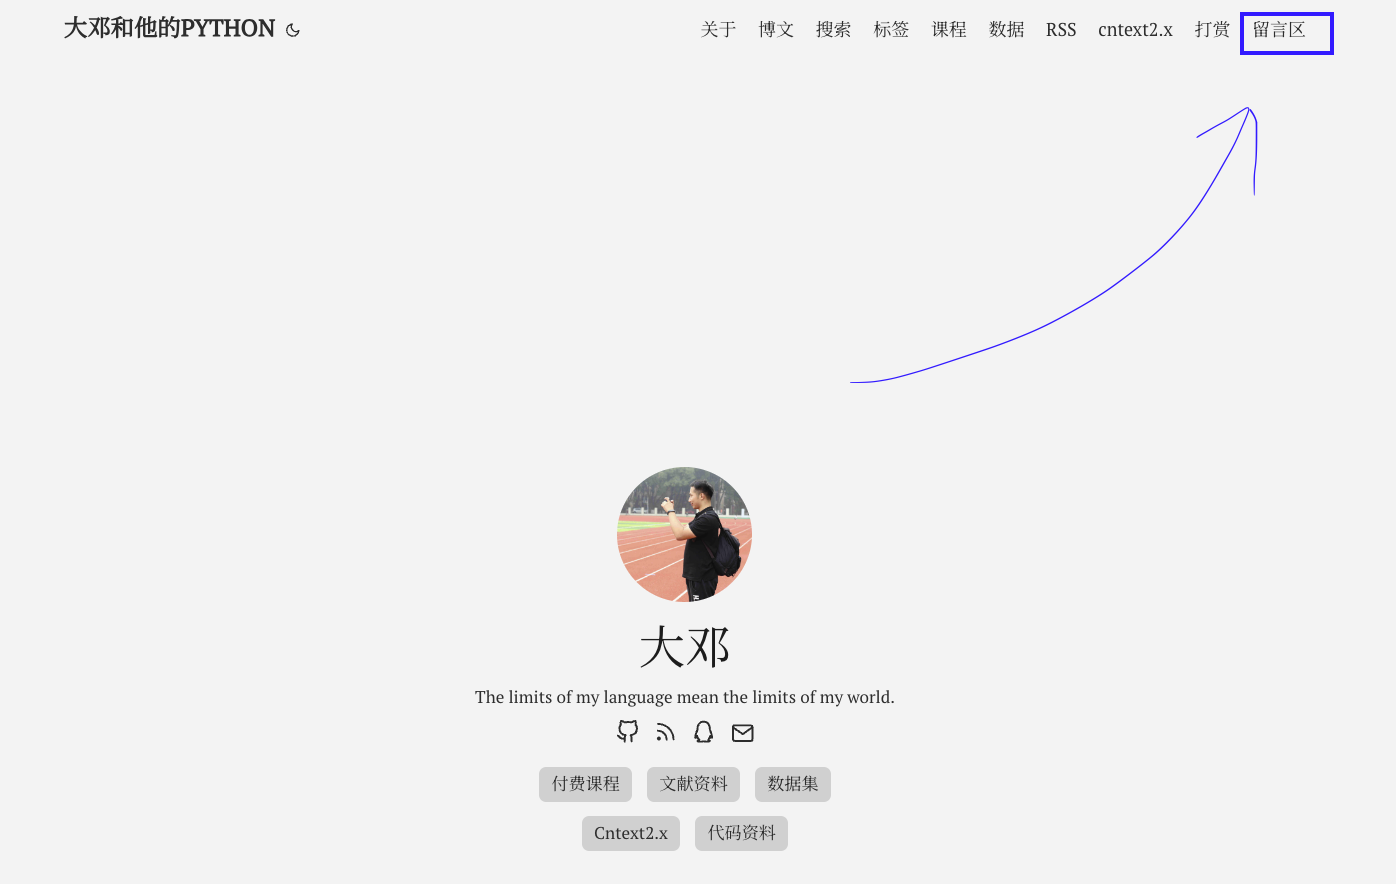 大邓和他的PYTHON
关于 博文 搜索 标签 课程 数据 RSS cntext2.x 打赏 留言区
大邓
The limits of my language mean the limits of my world.
付费课程 文献资料 数据集
Cntext2.x 代码资料